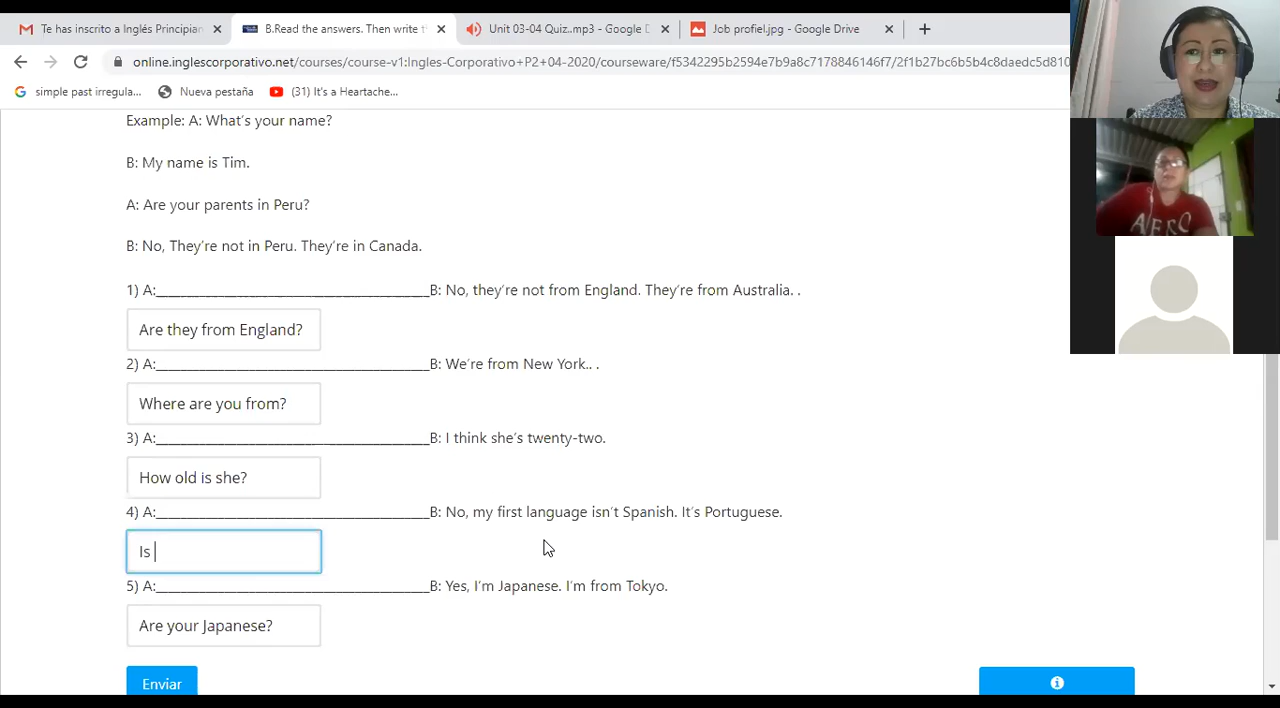 Te has inscrito a Inglés Principian
B.Read the answers. Then write t
Unit 03-04 Quiz..mp3 - Google D
Job profiel.jpg - Google Drive
online.inglescorporativo.net/courses/course-v1:Ingles-Corporativo+P2+04-2020/courseware/f5342295b2594e7b9a8c7178846146f7/2f1b27bc6b5b4c8daedc5d810
simple past irregula...
Nueva pestaña
(31) It's a Heartache...
Example: A: What's your name?
B: My name is Tim.
A: Are your parents in Peru?
B: No, They're not in Peru. They're in Canada.
1) A:__________________________________B: No, they're not from England. They're from Australia. .
Are they from England?
2) A:__________________________________B: We're from New York.. .
Where are you from?
3) A:__________________________________B: I think she's twenty-two.
How old is she?
4) A:__________________________________B: No, my first language isn't Spanish. It's Portuguese.
Is
5) A:__________________________________B: Yes, I'm Japanese. I'm from Tokyo.
Are your Japanese?
Enviar